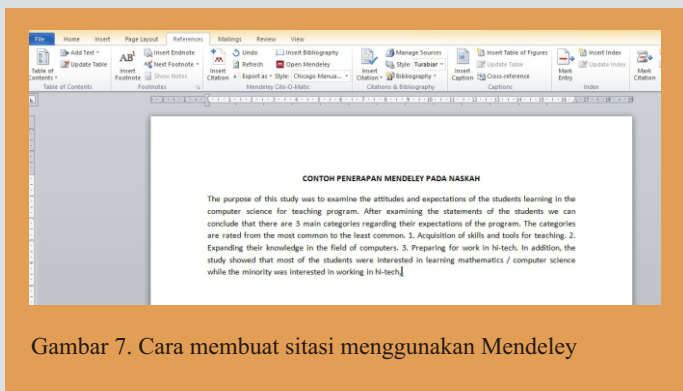 File Home Insert Page Layout References Mailings Review View
Add Text Insert Endnote Undo Insert Bibliography Manage Sources Insert Table of Figures Insert Index
Update Table Next Footnote Refresh Open Mendeley Style: Turabian Update Table Update Index
Table of Contents Insert Footnote Show Notes Insert Citation Export as Style: Chicago Manua... Insert Citation Bibliography Insert Caption Cross-reference Mark Entry Mark Citation
Table of Contents Footnotes Mendeley Cite-O-Matic Citations & Bibliography Captions Index
CONTOH PENERAPAN MENDELEY PADA NASKAH
The purpose of this study was to examine the attitudes and expectations of the students learning in the
computer science for teaching program. After examining the statements of the students we can
conclude that there are 3 main categories regarding their expectations of the program. The categories
are rated from the most common to the least common. 1. Acquisition of skills and tools for teaching. 2.
Expanding their knowledge in the field of computers. 3. Preparing for work in hi-tech. In addition, the
study showed that most of the students were interested in learning mathematics / computer science
while the minority was interested in working in hi-tech.
Gambar 7. Cara membuat sitasi menggunakan Mendeley